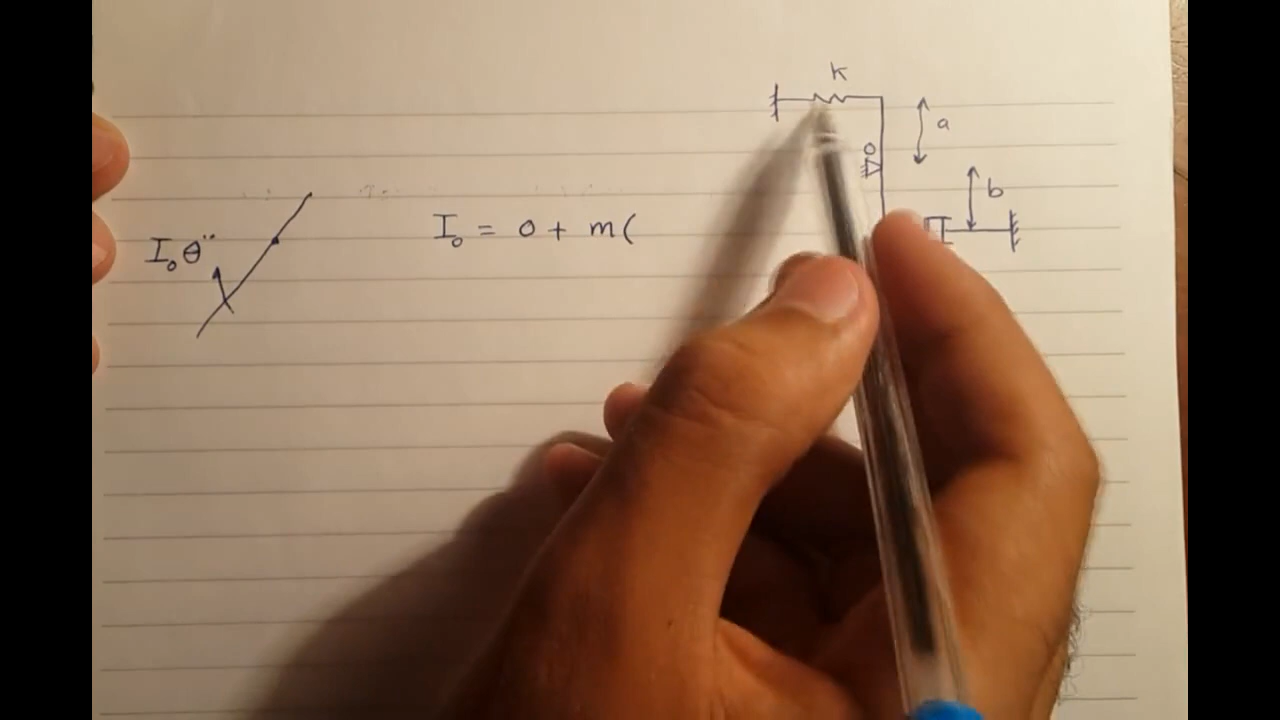 k
a
o
b
I₀ = 0 + m(
I₀θ̈